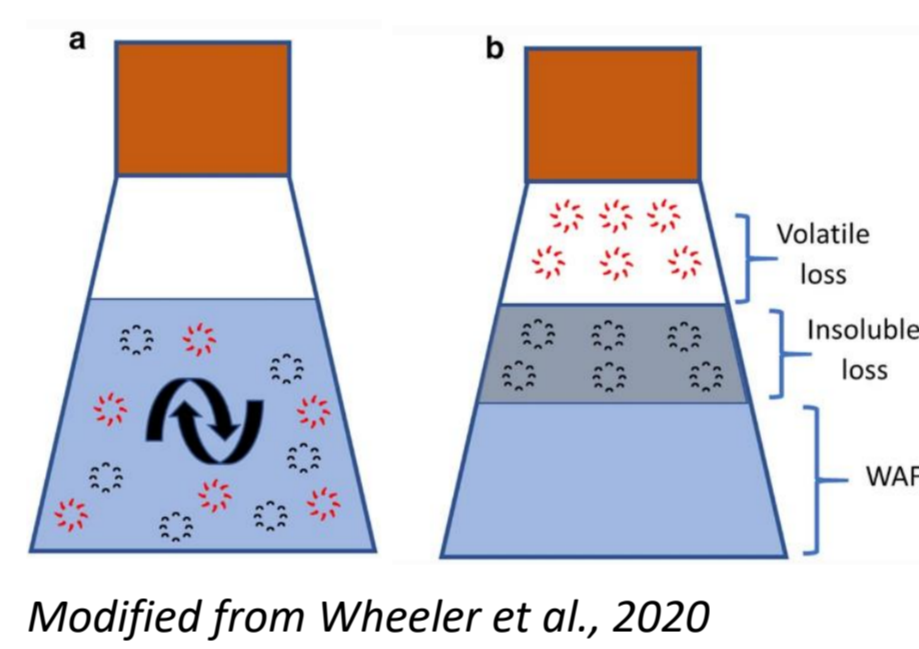 a
b
Volatile
loss
Insoluble
loss
WAF
Modified from Wheeler et al., 2020